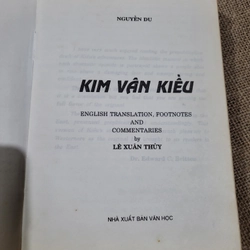 NGUYỄN DU
KIM VÂN KIỀU
ENGLISH TRANSLATION, FOOTNOTES
AND
COMMENTARIES
by
LÊ XUÂN THỦY
NHÀ XUẤT BẢN VĂN HỌC